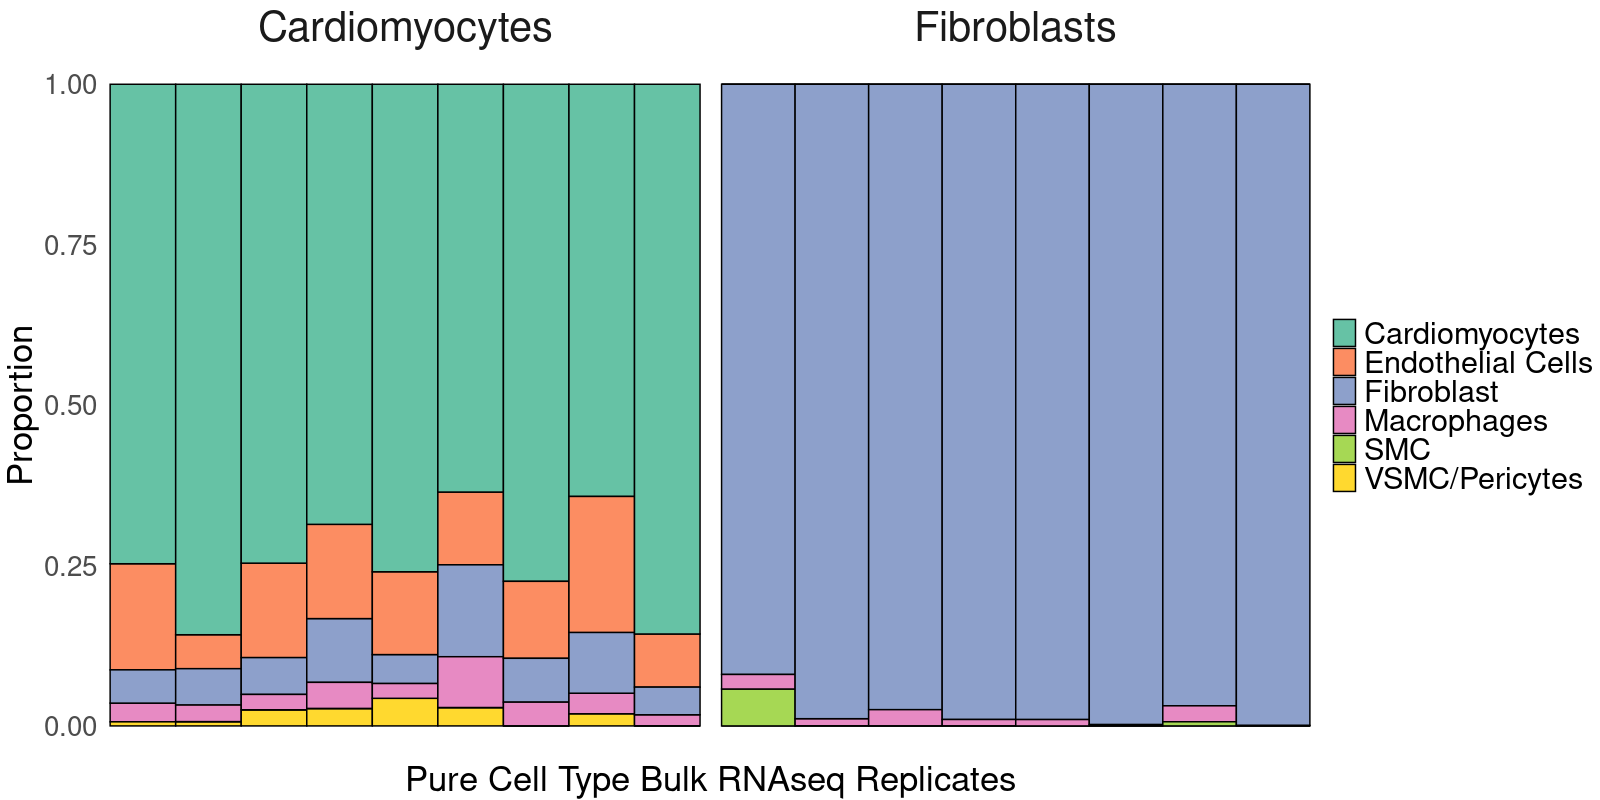 Cardiomyocytes
Fibroblasts
1.00
0.75
0.50
0.25
0.00
Proportion
Pure Cell Type Bulk RNAseq Replicates
Cardiomyocytes
Endothelial Cells
Fibroblast
Macrophages
SMC
VSMC/Pericytes